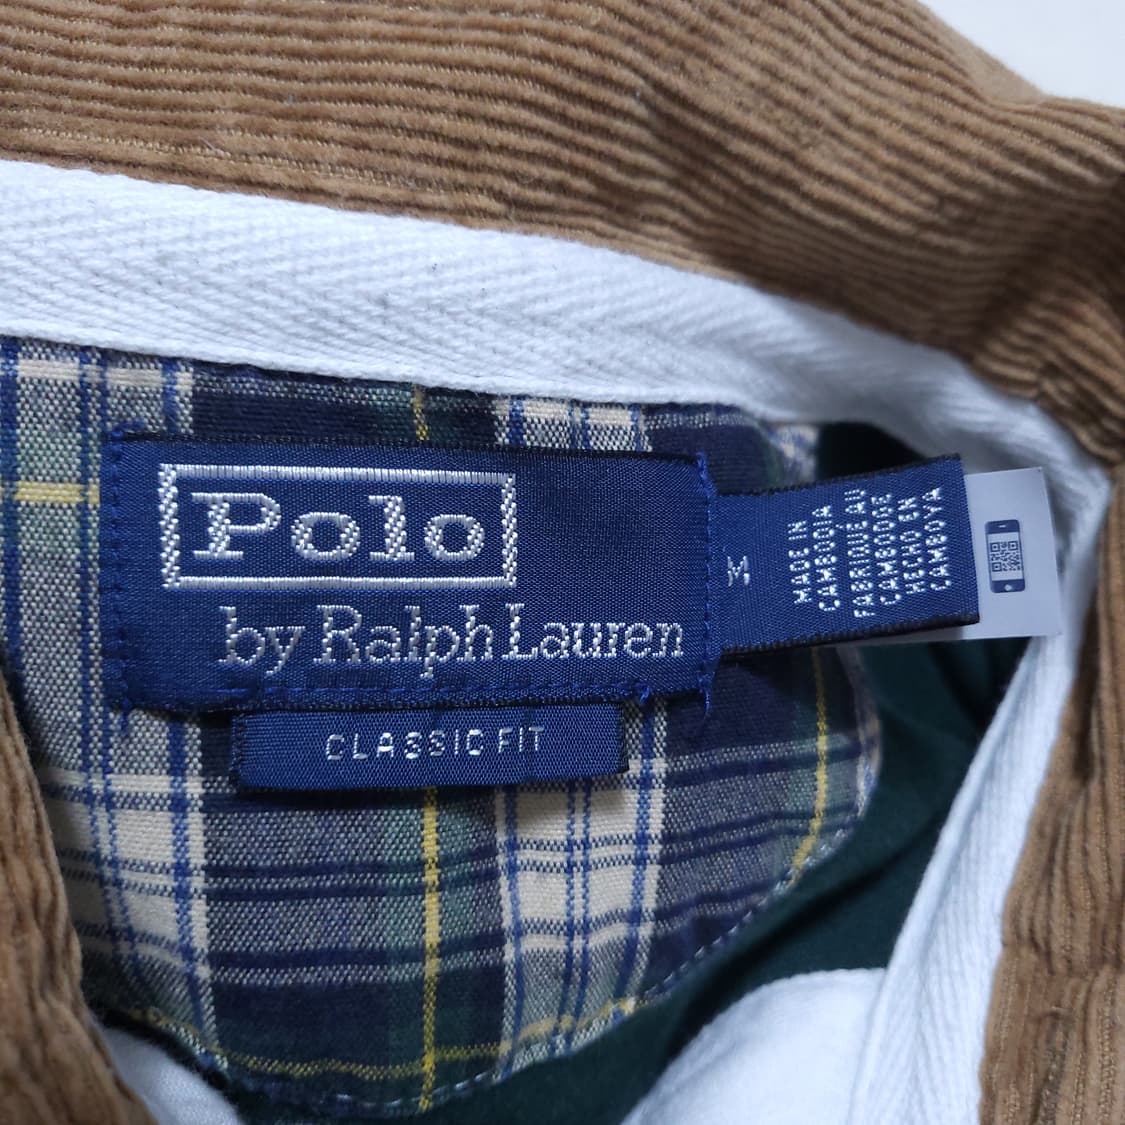 Polo
by Ralph Lauren
CLASSIC FIT
M
MADE IN
CAMBODIA
FABRIQUÉ AU
CAMBODGE
HECHO EN
CAMBOYA